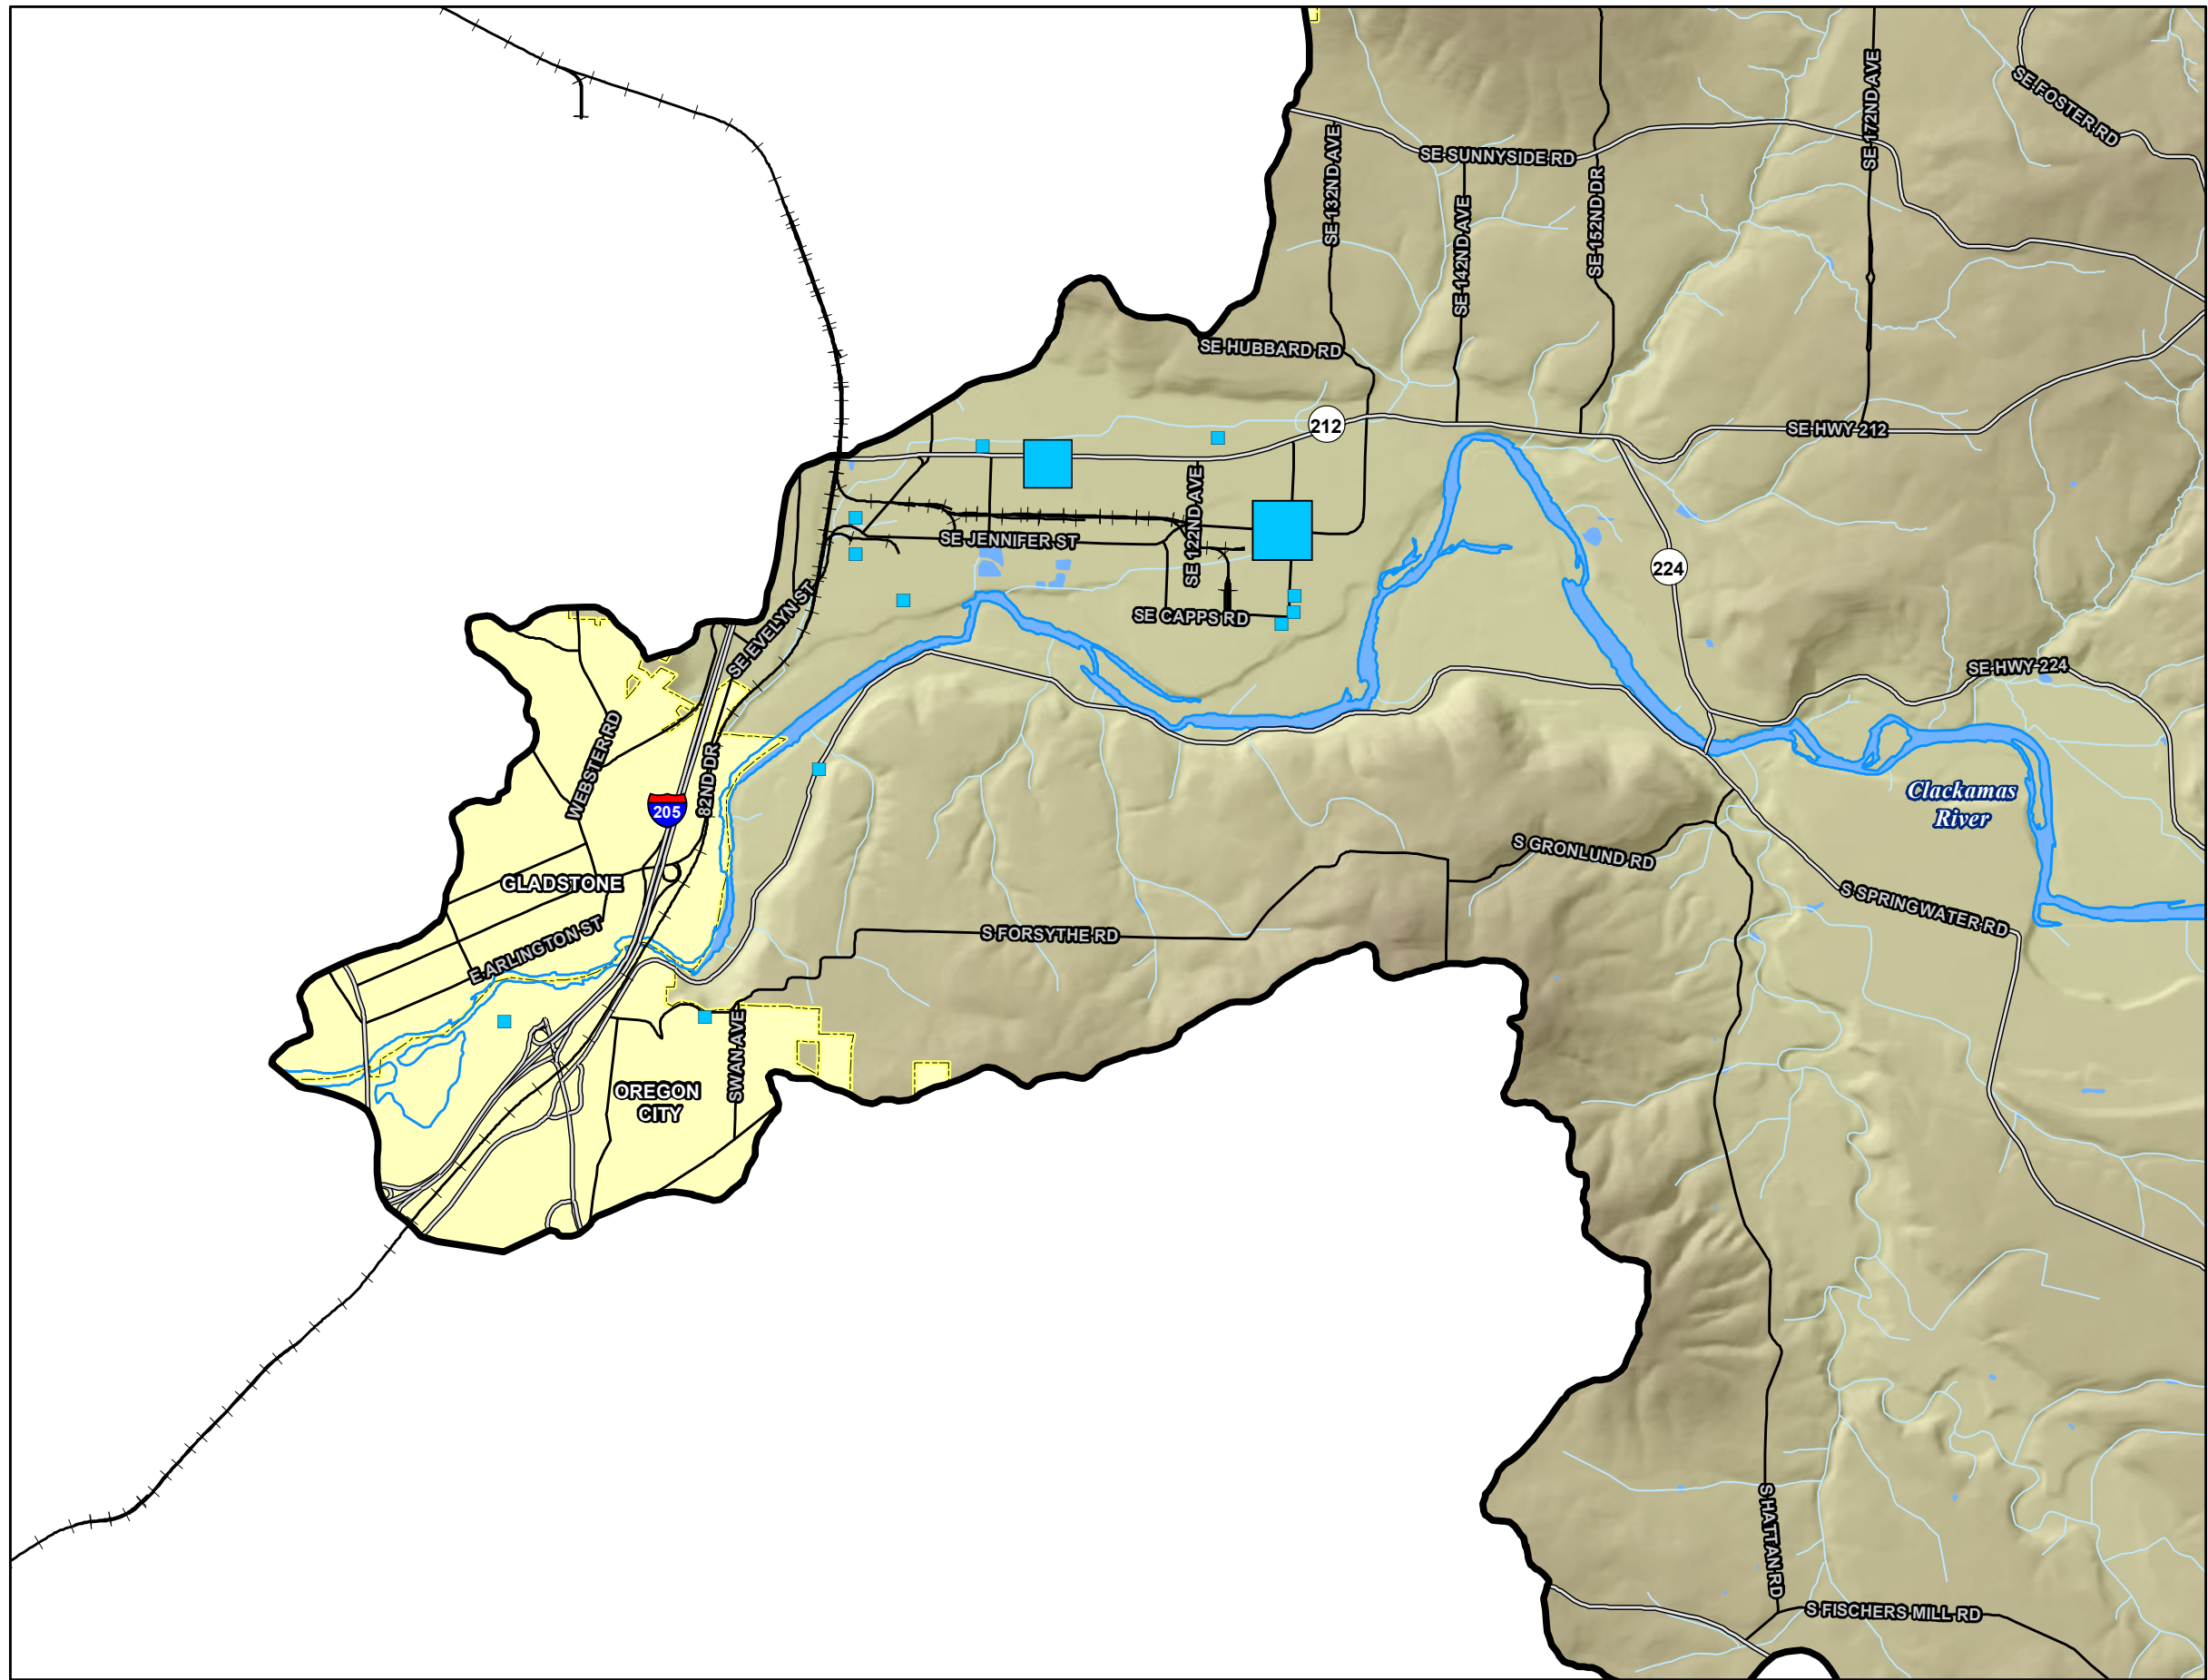 SE FOSTER RD
SE 172ND AVE
SE SUNNYSIDE RD
SE 132ND AVE
SE 142ND AVE
SE 152ND DR
SE HUBBARD RD
212
SE HWY 212
SE 122ND AVE
SE JENNIFER ST
224
SE CAPPS RD
SE EVELYN ST
SE HWY 224
WEBSTER RD
82ND DR
205
Clackamas
River
S GRONLUND RD
GLADSTONE
S SPRINGWATER RD
E ARLINGTON ST
S FORSYTHE RD
SWAN AVE
OREGON
CITY
S HATTAN RD
S FISCHERS MILL RD